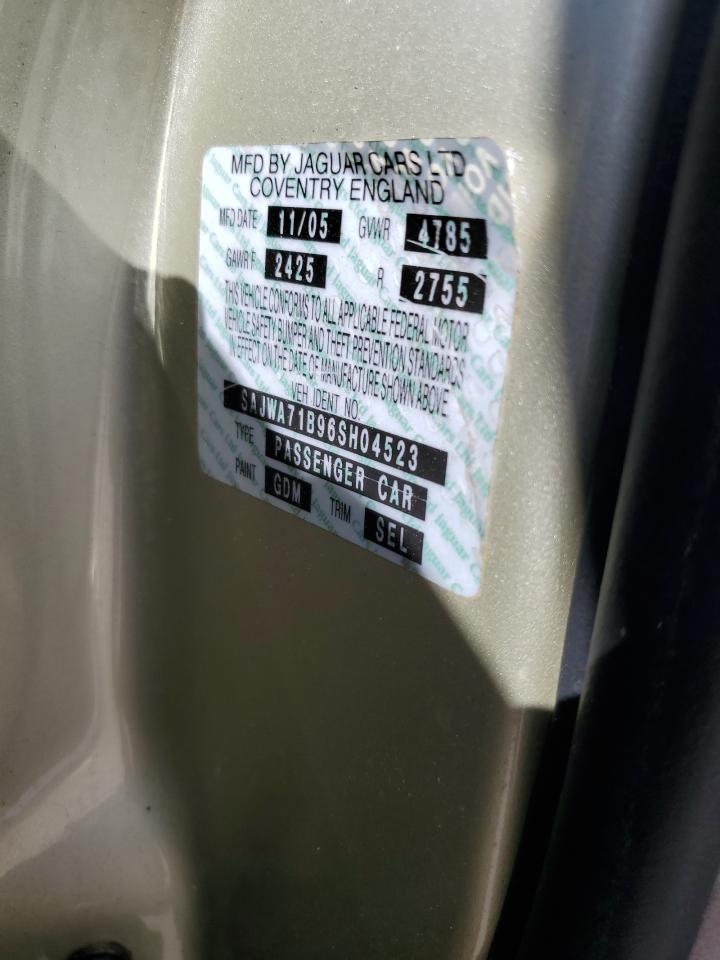 MFD BY JAGUAR CARS LTD
COVENTRY ENGLAND
MFD DATE 11/05 GVWR 4785
GAWR F 2425 R 2755
THIS VEHICLE CONFORMS TO ALL APPLICABLE FEDERAL MOTOR
VEHICLE SAFETY BUMPER AND THEFT PREVENTION STANDARDS
IN EFFECT ON THE DATE OF MANUFACTURE SHOWN ABOVE
VEH IDENT NO.
SAJWA71B96SH04523
TYPE PASSENGER CAR
PAINT GDM TRIM SEL